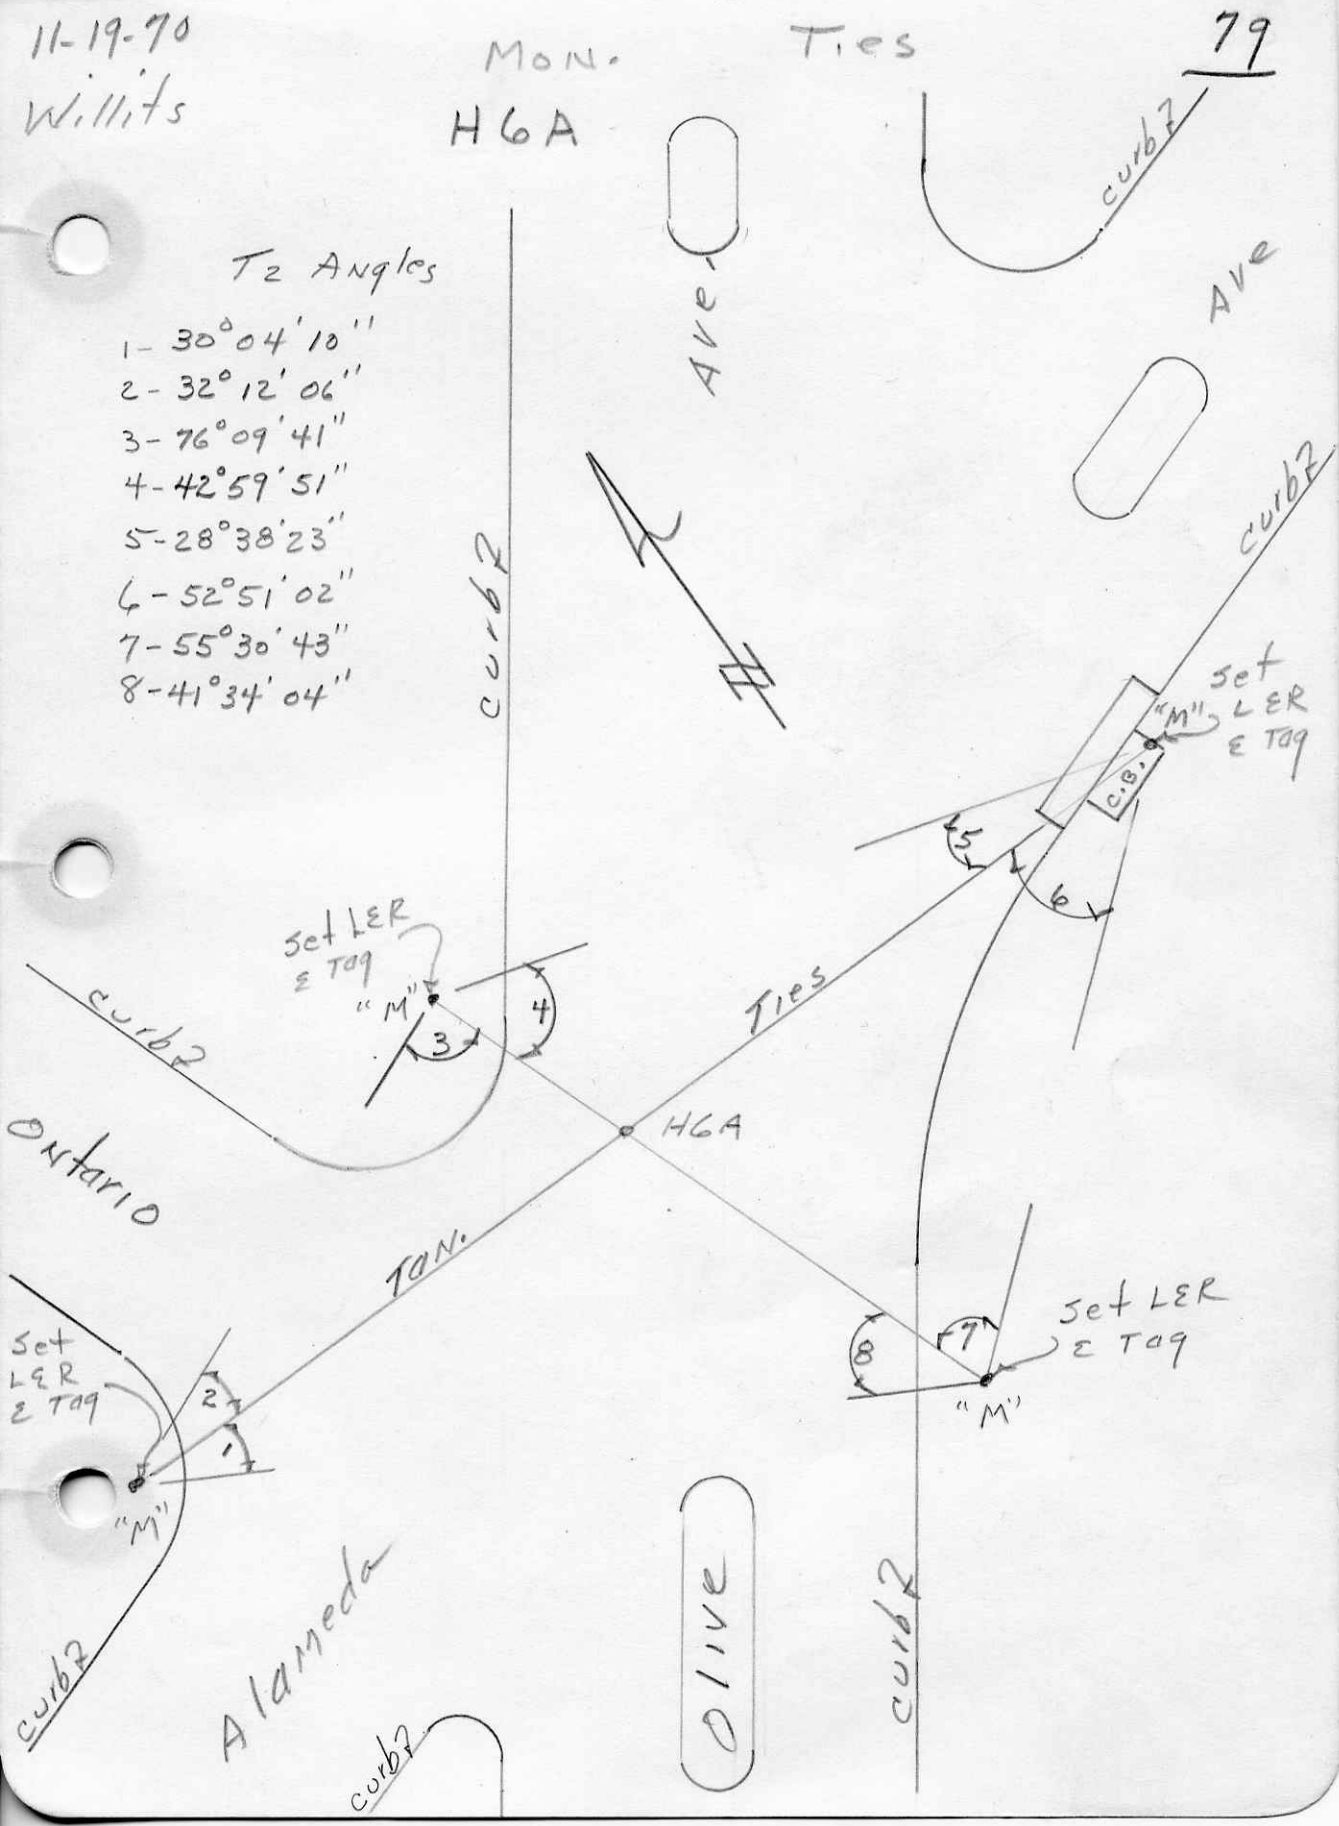 11-19-70
Willits
Mon. Ties
H6A
79
T2 Angles
1- 30°04'10"
2- 32°12'06"
3- 76°09'41"
4- 42°59'51"
5- 28°38'23"
6- 52°51'02"
7- 55°30'43"
8- 41°34'04"
curb
Ave.
curb
Ave
curb
curb
Set
LER
& Tag
"M"
C.B.
5
6
Set LER
& Tag
"M"
3
4
Ties
curb
Ontario
H6A
Tan.
Set
LER
& Tag
2
1
"M"
8
7
Set LER
& Tag
"M"
Alameda
Olive
curb
curb
curb